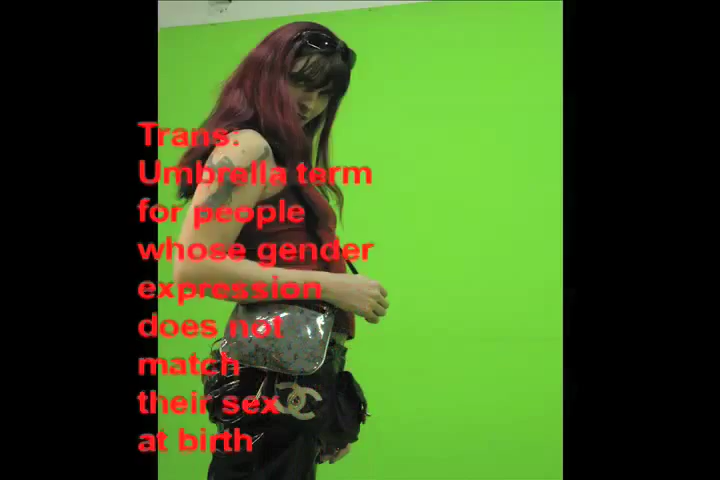 Trans:
Umbrella term
for people
whose gender
expression
does not
match
their sex
at birth